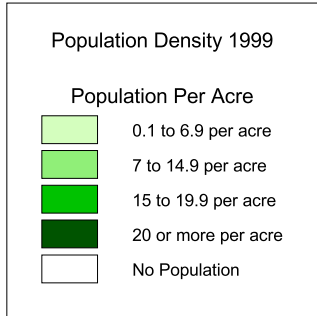 Population Density 1999
Population Per Acre
0.1 to 6.9 per acre
7 to 14.9 per acre
15 to 19.9 per acre
20 or more per acre
No Population